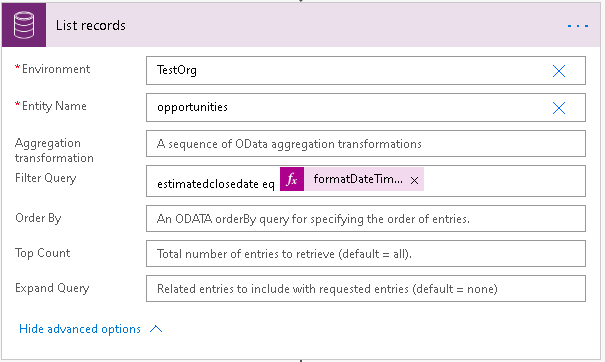 List records
...
*Environment
TestOrg
*Entity Name
opportunities
Aggregation
transformation
A sequence of OData aggregation transformations
Filter Query
estimatedclosedate eq fx formatDateTim... ×
Order By
An ODATA orderBy query for specifying the order of entries.
Top Count
Total number of entries to retrieve (default = all).
Expand Query
Related entries to include with requested entries (default = none)
Hide advanced options